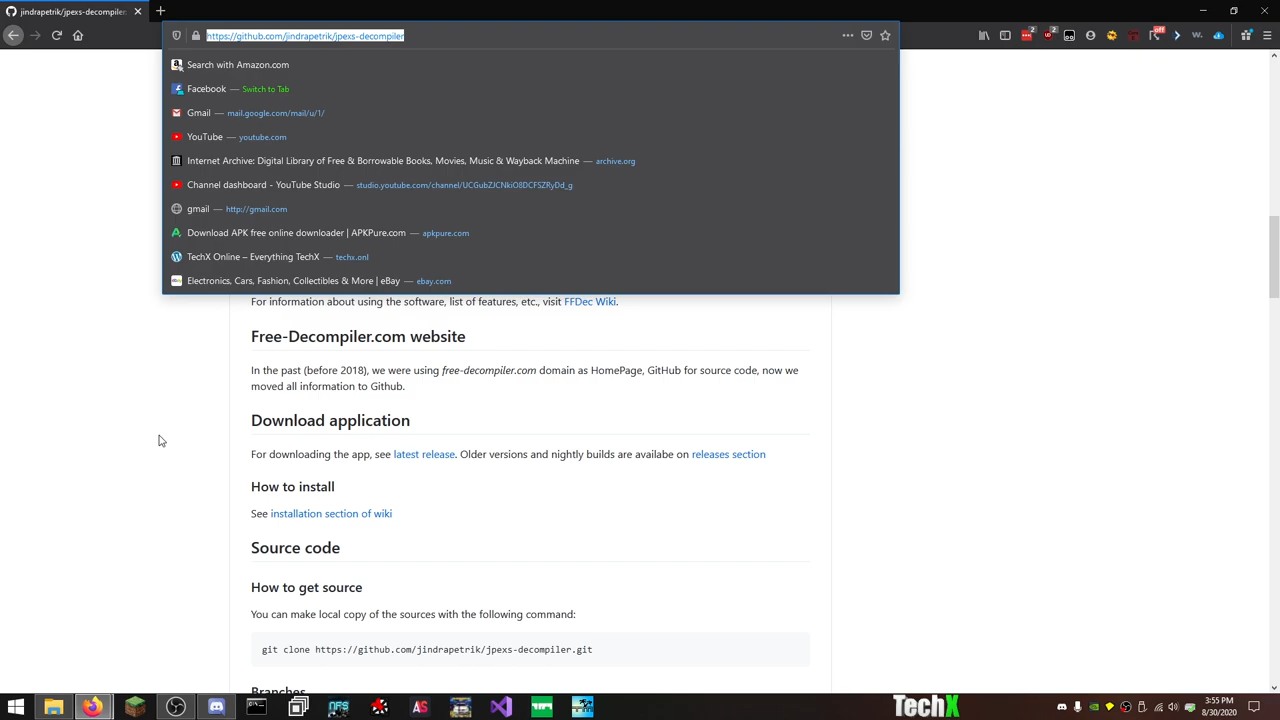 jindrapetrik/jpexs-decompiler
https://github.com/jindrapetrik/jpexs-decompiler
Search with Amazon.com
Facebook — Switch to Tab
Gmail — mail.google.com/mail/u/1/
YouTube — youtube.com
Internet Archive: Digital Library of Free & Borrowable Books, Movies, Music & Wayback Machine — archive.org
Channel dashboard - YouTube Studio — studio.youtube.com/channel/UCGubZJCNkiO8DCFSZRyDd_g
gmail — http://gmail.com
Download APK free online downloader | APKPure.com — apkpure.com
TechX Online – Everything TechX — techx.onl
Electronics, Cars, Fashion, Collectibles & More | eBay — ebay.com
For information about using the software, list of features, etc., visit FFDec Wiki.
Free-Decompiler.com website
In the past (before 2018), we were using free-decompiler.com domain as HomePage, GitHub for source code, now we
moved all information to Github.
Download application
For downloading the app, see latest release. Older versions and nightly builds are availabe on releases section
How to install
See installation section of wiki
Source code
How to get source
You can make local copy of the sources with the following command:
git clone https://github.com/jindrapetrik/jpexs-decompiler.git
Branches
TechX
3:55 PM
8/30/2020